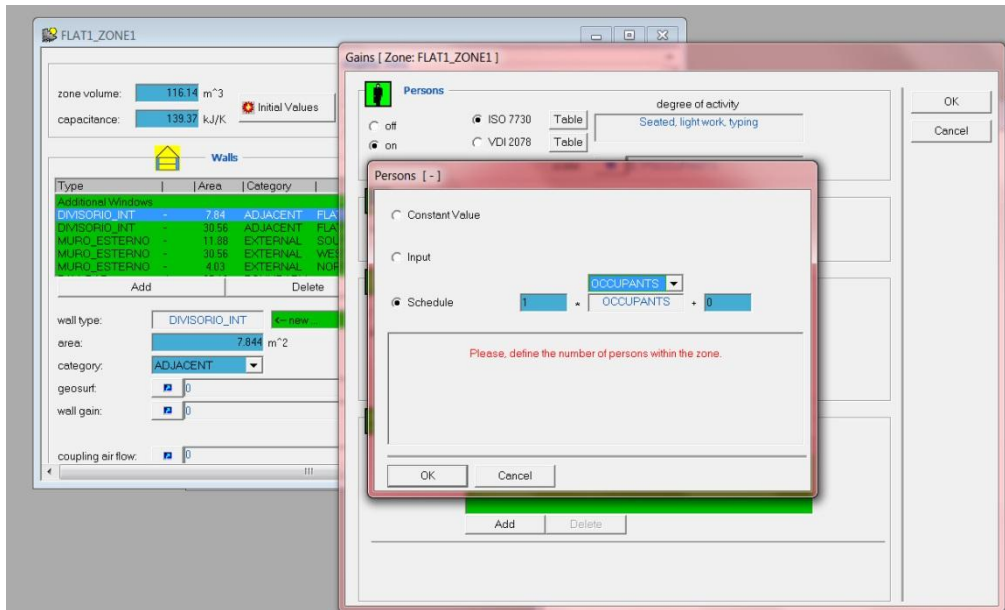 FLAT1_ZONE1
zone volume: 116.14 m^3
capacitance: 139.37 kJ/K
Initial Values
Walls
Type | | Area | Category |
Additional Windows
DIVISORIO_INT - 7.84 ADJACENT FLA
DIVISORIO_INT - 30.56 ADJACENT FLA
MURO_ESTERNO - 11.88 EXTERNAL SOU
MURO_ESTERNO - 30.56 EXTERNAL WES
MURO_ESTERNO - 4.03 EXTERNAL NOR
Add Delete
wall type: DIVISORIO_INT <-- new
area: 7.844 m^2
category: ADJACENT
geosurf: 0
wall gain: 0
coupling air flow: 0
Gains [ Zone: FLAT1_ZONE1 ]
Persons
off
on
ISO 7730 Table
VDI 2078 Table
degree of activity
Seated, light work, typing
OK
Cancel
Persons [ - ]
Constant Value
Input
OCCUPANTS
Schedule 1 * OCCUPANTS + 0
Please, define the number of persons within the zone.
OK Cancel
Add Delete